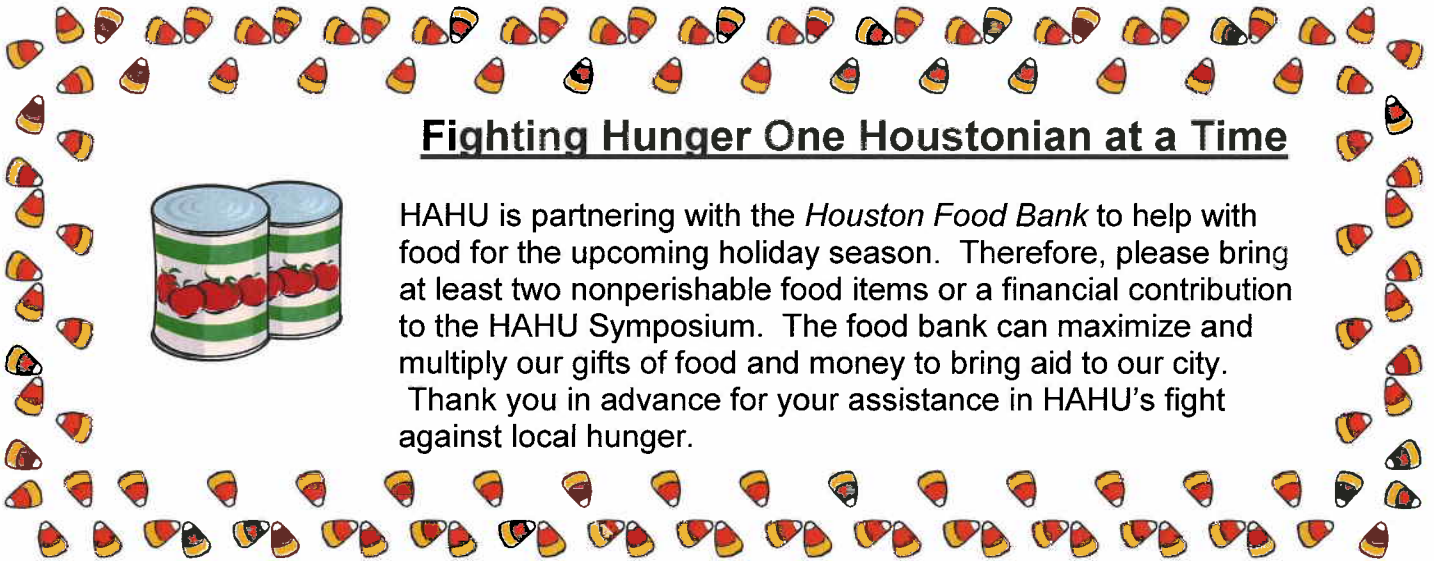 Fighting Hunger One Houstonian at a Time
HAHU is partnering with the Houston Food Bank to help with
food for the upcoming holiday season. Therefore, please bring
at least two nonperishable food items or a financial contribution
to the HAHU Symposium. The food bank can maximize and
multiply our gifts of food and money to bring aid to our city.
Thank you in advance for your assistance in HAHU's fight
against local hunger.